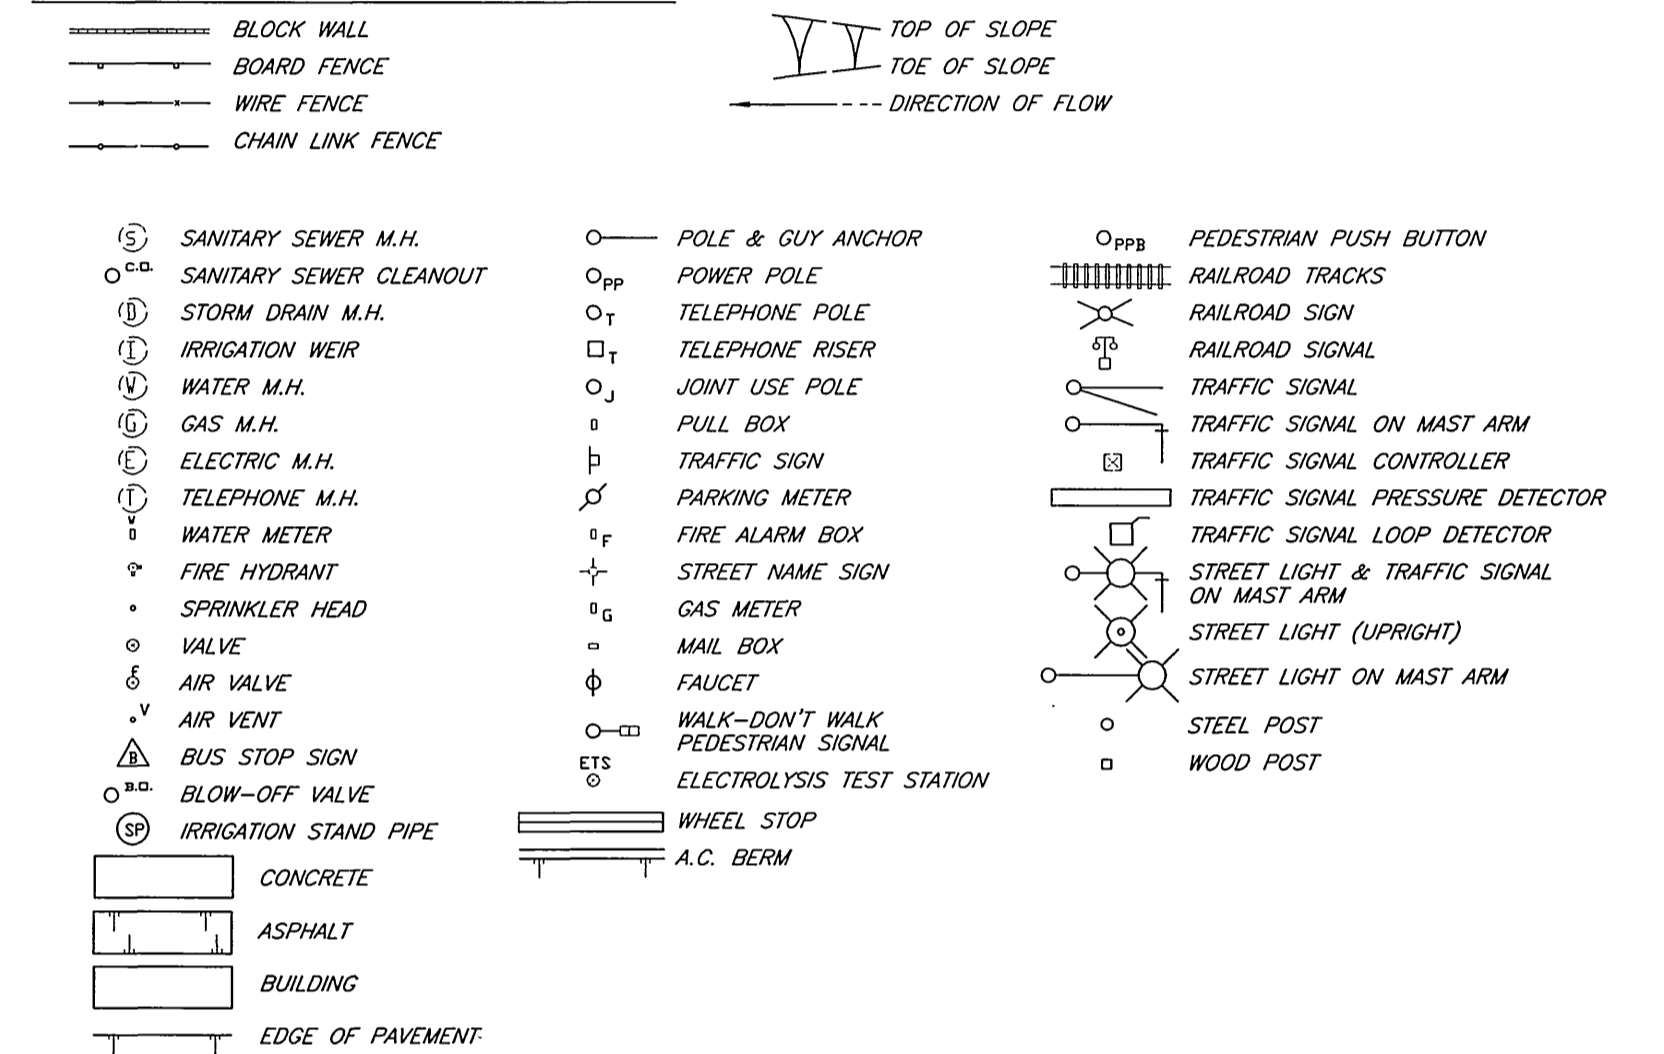 BLOCK WALL
BOARD FENCE
WIRE FENCE
CHAIN LINK FENCE
TOP OF SLOPE
TOE OF SLOPE
DIRECTION OF FLOW
S SANITARY SEWER M.H.
C.O. SANITARY SEWER CLEANOUT
D STORM DRAIN M.H.
I IRRIGATION WEIR
W WATER M.H.
G GAS M.H.
E ELECTRIC M.H.
T TELEPHONE M.H.
WATER METER
FIRE HYDRANT
SPRINKLER HEAD
VALVE
AIR VALVE
V AIR VENT
B BUS STOP SIGN
B.O. BLOW-OFF VALVE
SP IRRIGATION STAND PIPE
CONCRETE
ASPHALT
BUILDING
EDGE OF PAVEMENT
POLE & GUY ANCHOR
PP POWER POLE
T TELEPHONE POLE
T TELEPHONE RISER
J JOINT USE POLE
PULL BOX
TRAFFIC SIGN
PARKING METER
F FIRE ALARM BOX
STREET NAME SIGN
G GAS METER
MAIL BOX
FAUCET
WALK-DON'T WALK
PEDESTRIAN SIGNAL
ETS
ELECTROLYSIS TEST STATION
WHEEL STOP
A.C. BERM
PPB PEDESTRIAN PUSH BUTTON
RAILROAD TRACKS
RAILROAD SIGN
RAILROAD SIGNAL
TRAFFIC SIGNAL
TRAFFIC SIGNAL ON MAST ARM
TRAFFIC SIGNAL CONTROLLER
TRAFFIC SIGNAL PRESSURE DETECTOR
TRAFFIC SIGNAL LOOP DETECTOR
STREET LIGHT & TRAFFIC SIGNAL
ON MAST ARM
STREET LIGHT (UPRIGHT)
STREET LIGHT ON MAST ARM
STEEL POST
WOOD POST